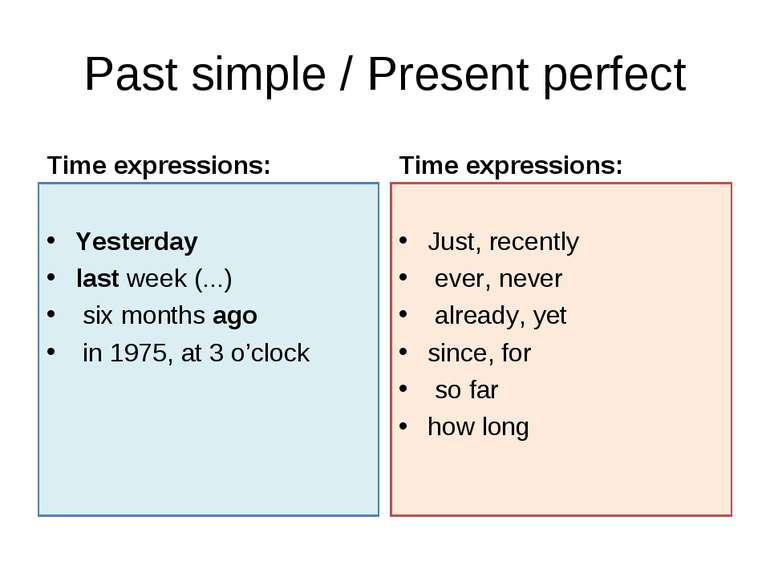 Past simple / Present perfect
Time expressions:
• Yesterday
• last week (...)
• six months ago
• in 1975, at 3 o’clock
Time expressions:
• Just, recently
• ever, never
• already, yet
• since, for
• so far
• how long